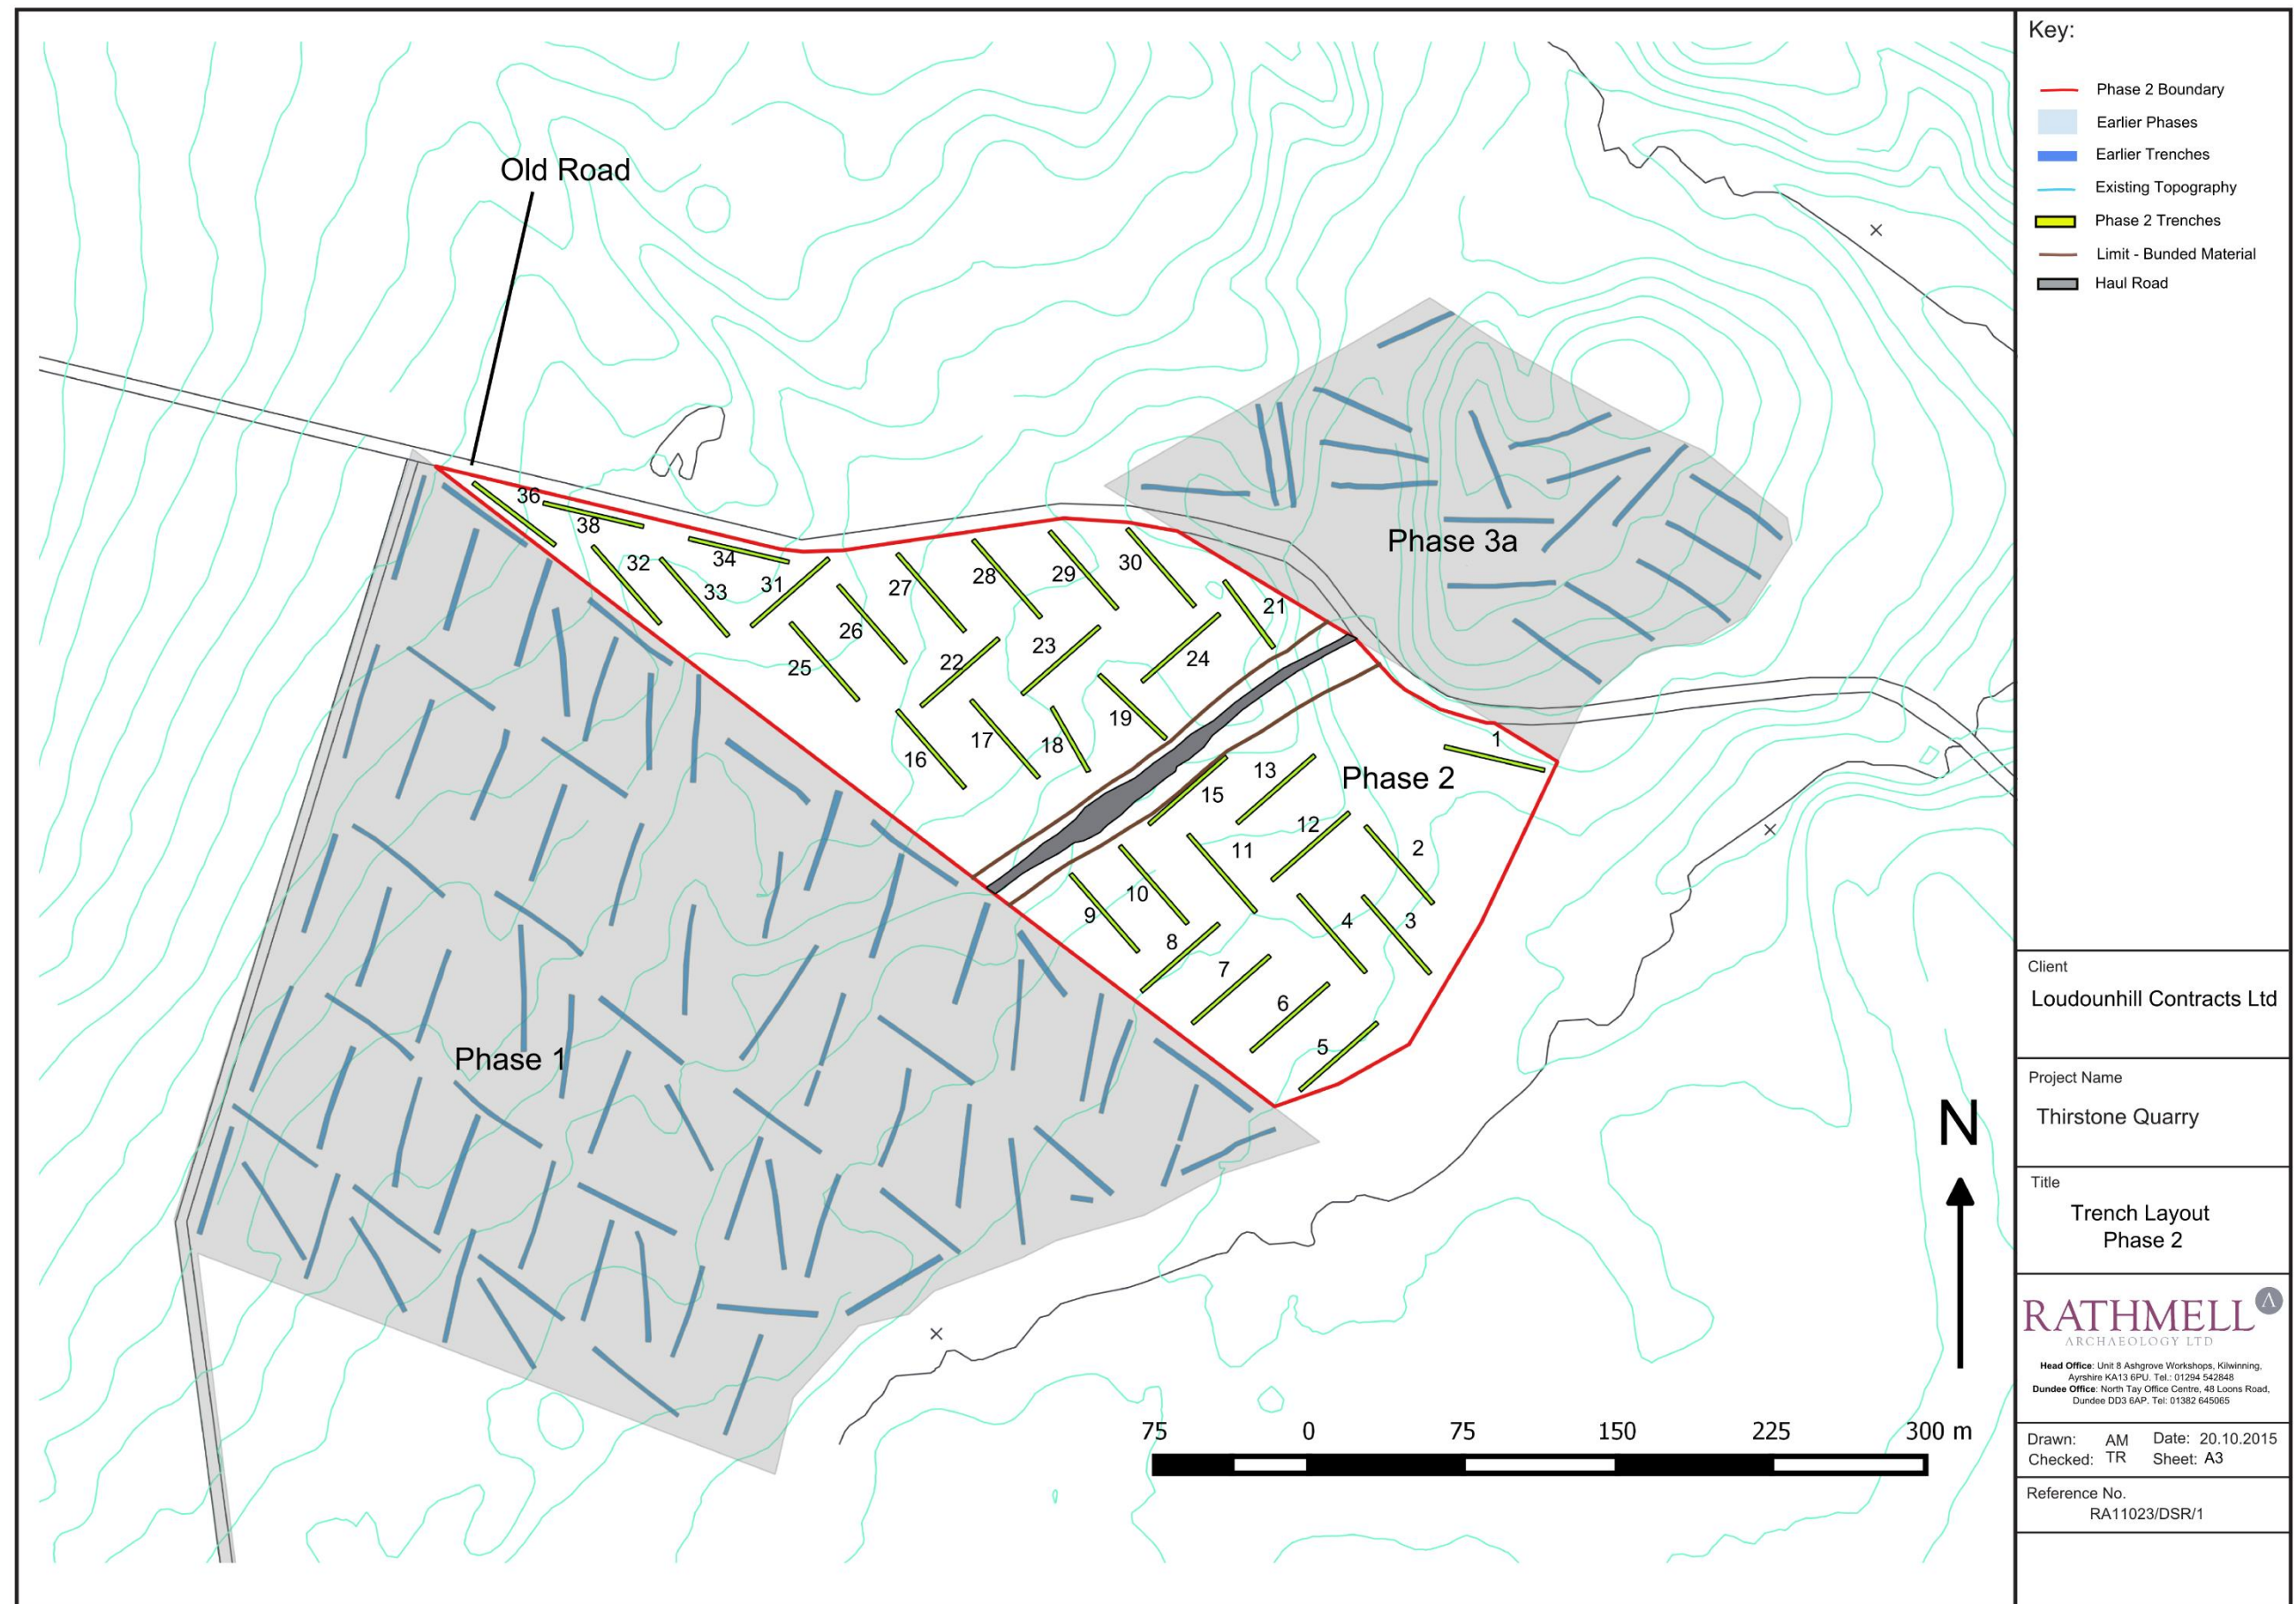 Old Road
36
38
32
34
33
31
27
28
29
30
26
21
25
22
23
24
16
17
18
19
Phase 3a
1
13
Phase 2
15
12
2
11
10
9
4
3
8
7
6
5
Phase 1
N
75 0 75 150 225 300 m
Key:
Phase 2 Boundary
Earlier Phases
Earlier Trenches
Existing Topography
Phase 2 Trenches
Limit - Bunded Material
Haul Road
Client
Loudounhill Contracts Ltd
Project Name
Thirstone Quarry
Title
Trench Layout
Phase 2
RATHMELL Λ
ARCHAEOLOGY LTD
Head Office: Unit 8 Ashgrove Workshops, Kilwinning,
Ayrshire KA13 6PU. Tel.: 01294 542848
Dundee Office: North Tay Office Centre, 48 Loons Road,
Dundee DD3 6AP. Tel: 01382 645065
Drawn: AM Date: 20.10.2015
Checked: TR Sheet: A3
Reference No.
RA11023/DSR/1